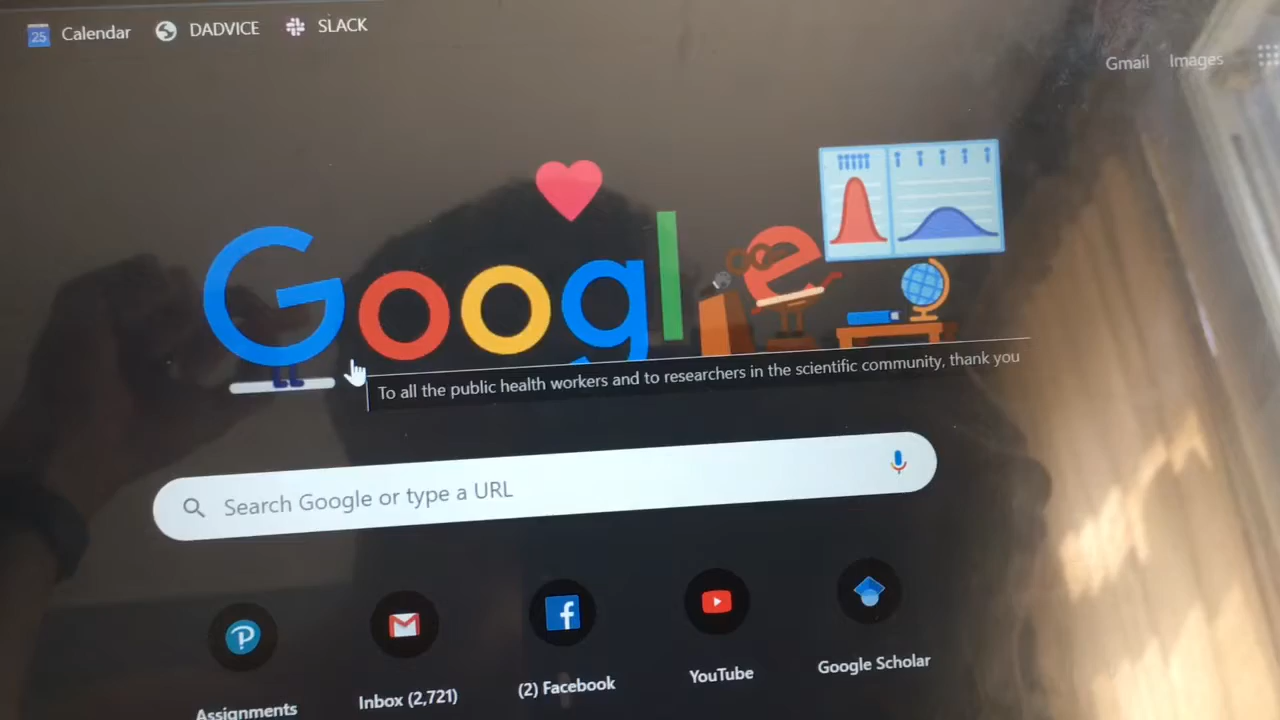 25 Calendar DADVICE SLACK
Gmail Images
Google
To all the public health workers and to researchers in the scientific community, thank you
Search Google or type a URL
Assignments Inbox (2,721) (2) Facebook YouTube Google Scholar